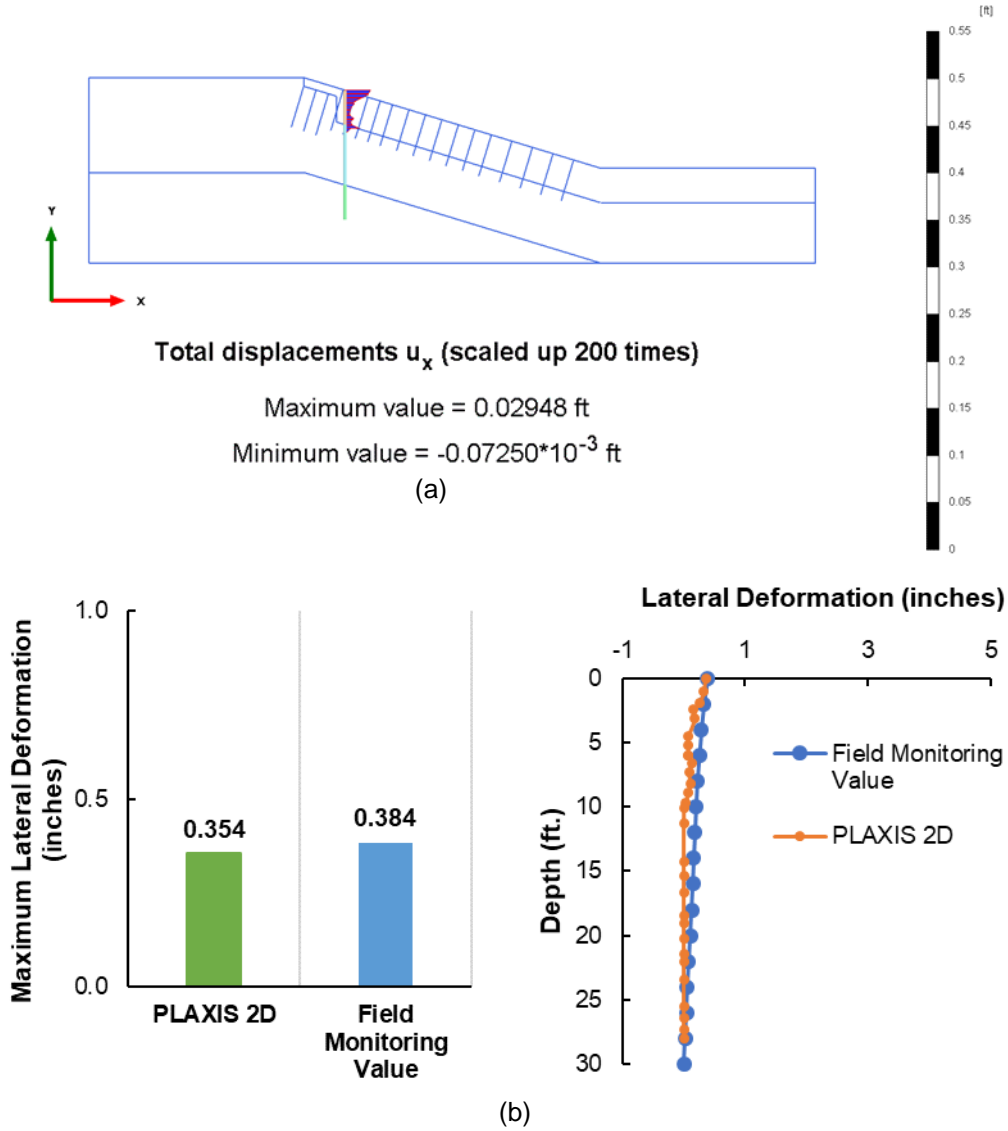 [ft]
0.55
0.5
0.45
0.4
0.35
0.3
0.25
0.2
0.15
0.1
0.05
0
Y
X
Total displacements uₓ (scaled up 200 times)
Maximum value = 0.02948 ft
Minimum value = -0.07250*10⁻³ ft
(a)
Maximum Lateral Deformation
(inches)
1.0
0.5
0.0
0.354
0.384
PLAXIS 2D
Field
Monitoring
Value
Lateral Deformation (inches)
-1 1 3 5
Depth (ft.)
0
5
10
15
20
25
30
Field Monitoring
Value
PLAXIS 2D
(b)